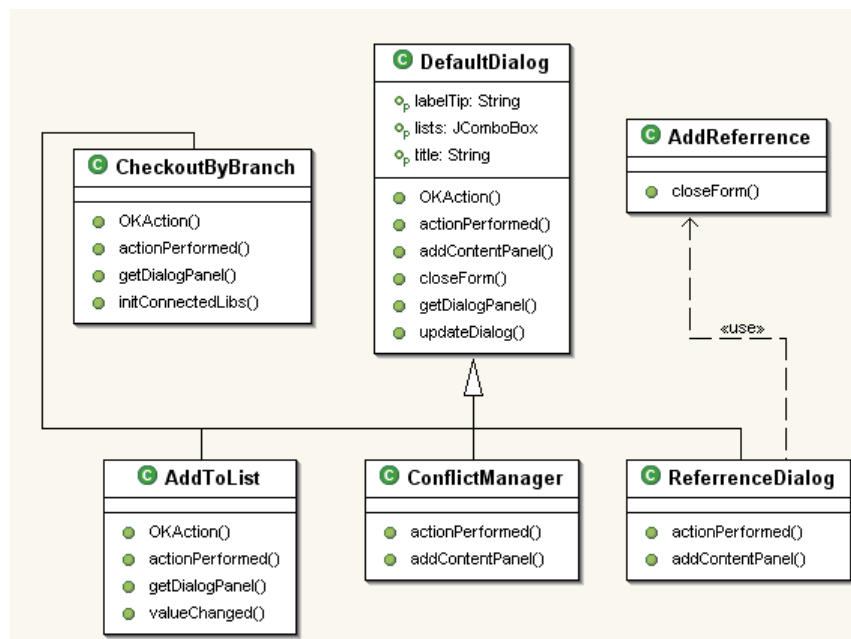 DefaultDialog
labelTip: String
lists: JComboBox
title: String
OKAction()
actionPerformed()
addContentPanel()
closeForm()
getDialogPanel()
updateDialog()
AddReferrence
closeForm()
CheckoutByBranch
OKAction()
actionPerformed()
getDialogPanel()
initConnectedLibs()
«use»
AddToList
OKAction()
actionPerformed()
getDialogPanel()
valueChanged()
ConflictManager
actionPerformed()
addContentPanel()
ReferrenceDialog
actionPerformed()
addContentPanel()